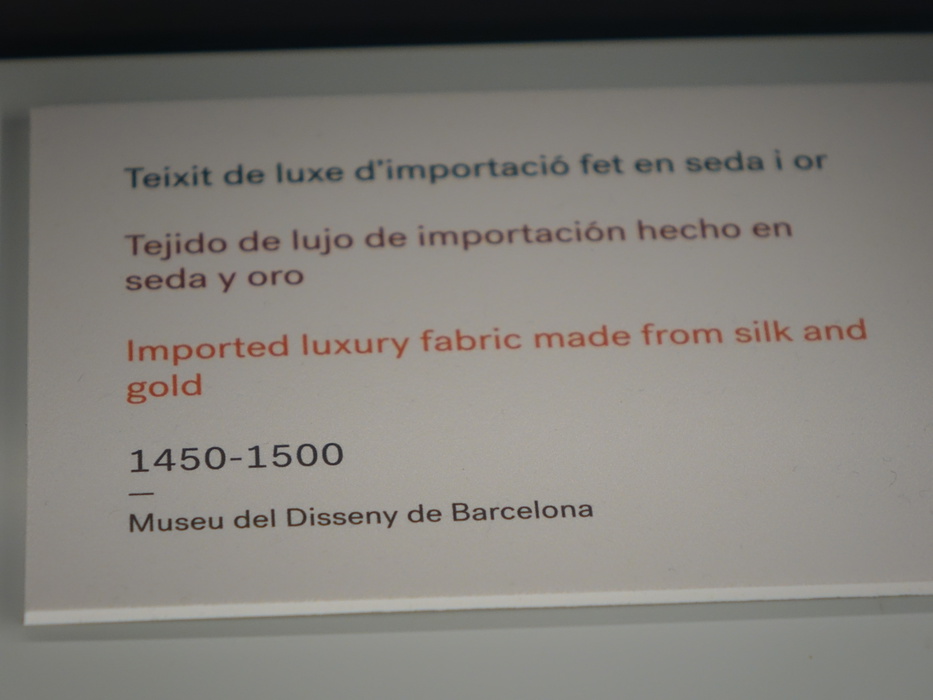 Teixit de luxe d'importació fet en seda i or
Tejido de lujo de importación hecho en
seda y oro
Imported luxury fabric made from silk and
gold
1450-1500
—
Museu del Disseny de Barcelona